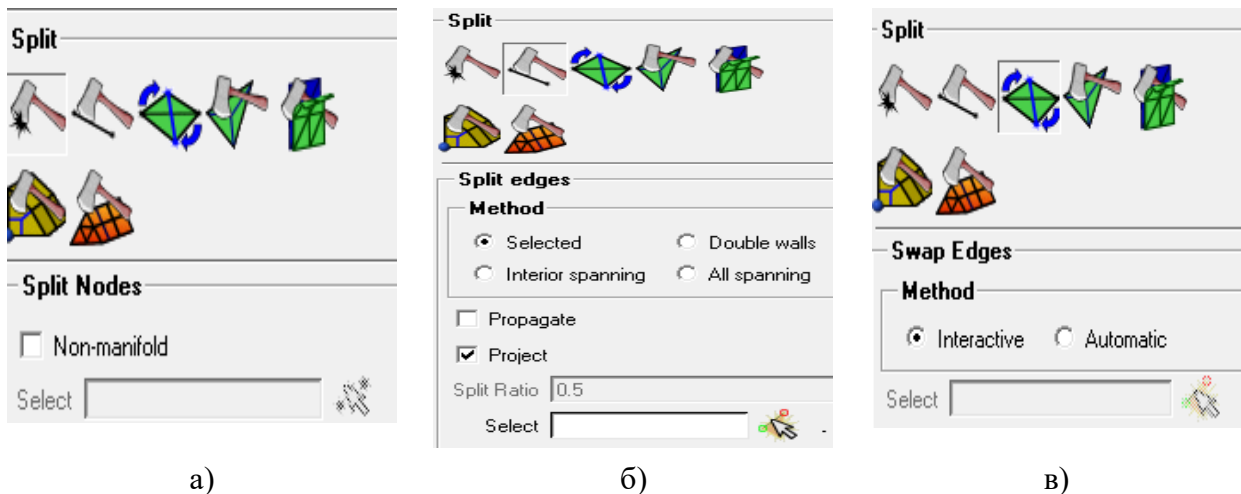 Split
Split Nodes
Non-manifold
Select
а)
Split
Split edges
Method
Selected Double walls
Interior spanning All spanning
Propagate
Project
Split Ratio 0.5
Select
б)
Split
Swap Edges
Method
Interactive Automatic
Select
в)